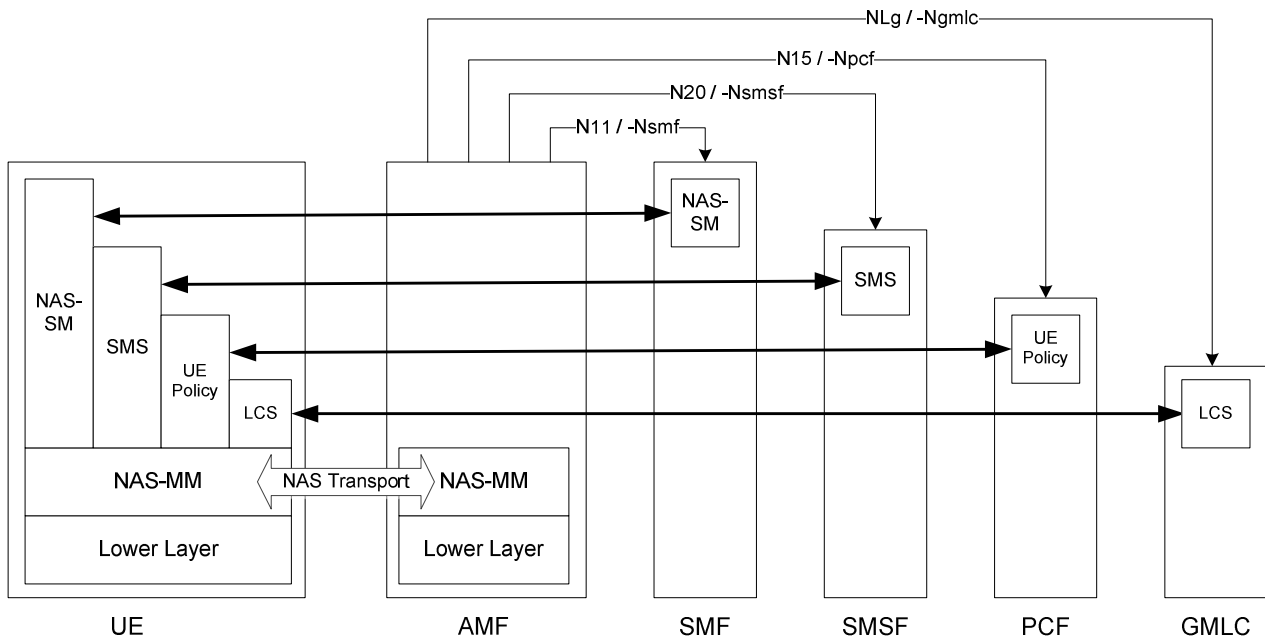 NLg / -Ngmlc
N15 / -Npcf
N20 / -Nsmsf
N11 / -Nsmf
NAS-
SM
SMS
NAS-
SM
SMS
UE
Policy
UE
Policy
LCS
LCS
NAS-MM
NAS Transport
NAS-MM
Lower Layer
Lower Layer
UE
AMF
SMF
SMSF
PCF
GMLC